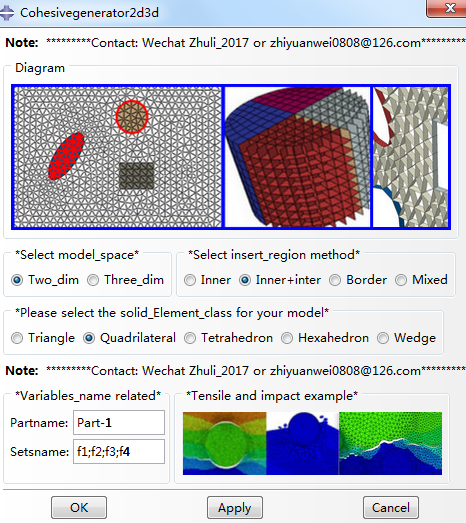 Cohesivegenerator2d3d
Note: *********Contact: Wechat Zhuli_2017 or zhiyuanwei0808@126.com*********
Diagram
*Select model_space*
Two_dim Three_dim
*Select insert_region method*
Inner Inner+inter Border Mixed
*Please select the solid_Element_class for your model*
Triangle Quadrilateral Tetrahedron Hexahedron Wedge
Note: *********Contact: Wechat Zhuli_2017 or zhiyuanwei0808@126.com*********
*Variables_name related*
Partname: Part-1
Setsname: f1;f2;f3;f4
*Tensile and impact example*
OK Apply Cancel